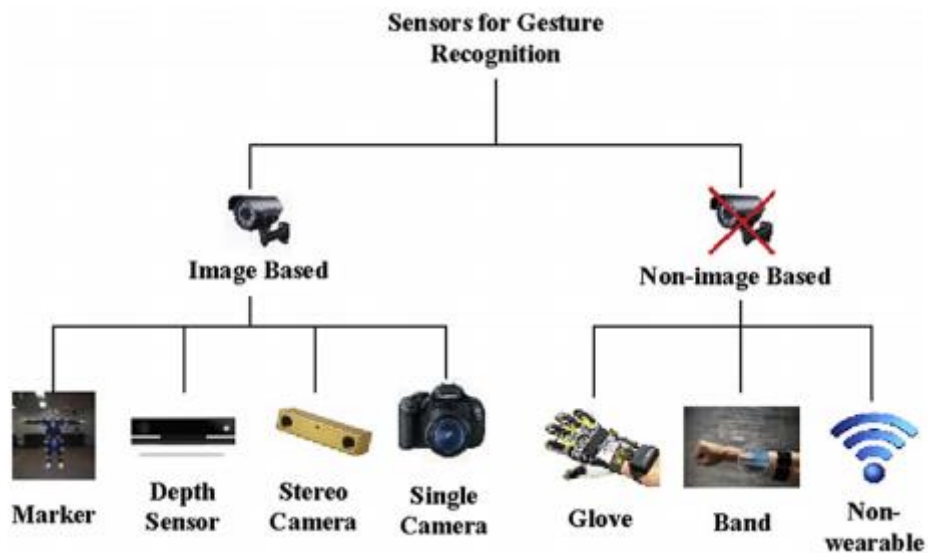 Sensors for Gesture
Recognition
Image Based
Non-image Based
Marker
Depth
Sensor
Stereo
Camera
Single
Camera
Glove
Band
Non-
wearable